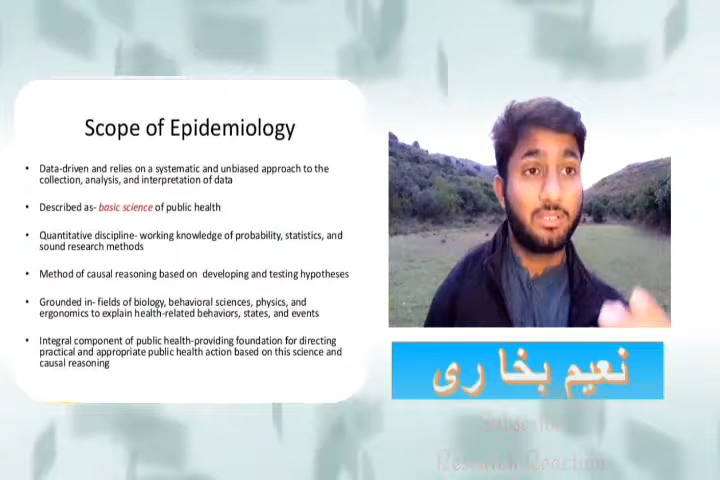 Scope of Epidemiology
• Data-driven and relies on a systematic and unbiased approach to the
collection, analysis, and interpretation of data
• Described as- basic science of public health
• Quantitative discipline- working knowledge of probability, statistics, and
sound research methods
• Method of causal reasoning based on developing and testing hypotheses
• Grounded in- fields of biology, behavioral sciences, physics, and
ergonomics to explain health-related behaviors, states, and events
• Integral component of public health-providing foundation for directing
practical and appropriate public health action based on this science and
causal reasoning
نعیم بخا ری
Subscribe
Research Reactum